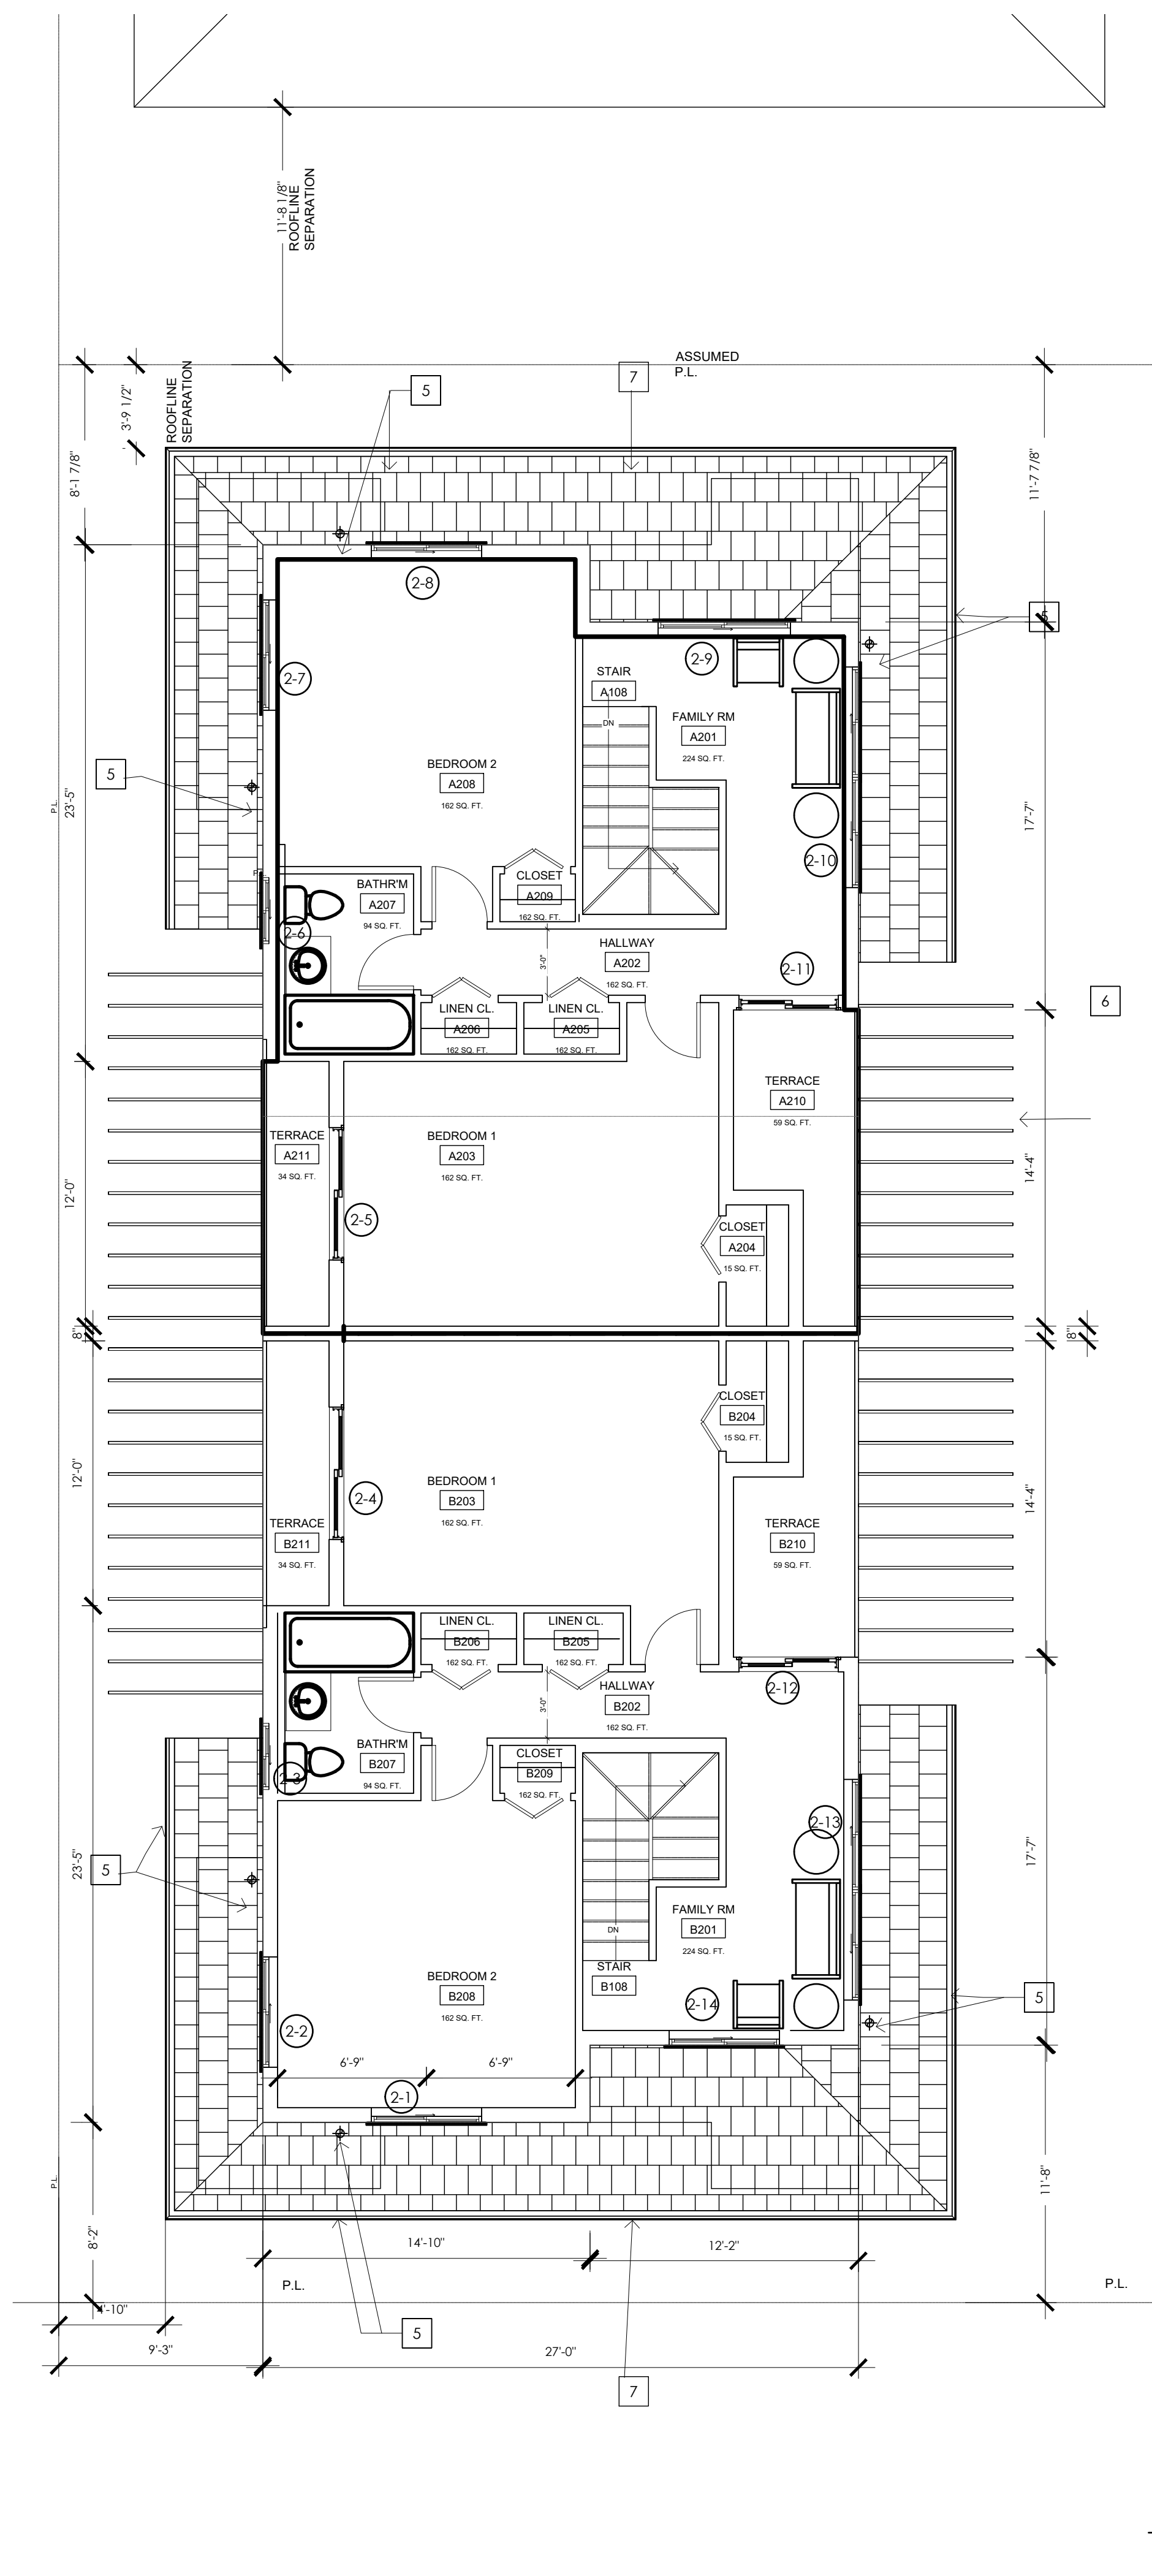 11'-8 1/8"
ROOFLINE
SEPARATION
ASSUMED
P.L.
7
5
3'-9 1/2"
ROOFLINE
SEPARATION
8'-1 7/8"
11'-7 7/8"
2-8
5
2-9
2-7
STAIR
A108
DN
FAMILY RM
A201
224 SQ. FT.
BEDROOM 2
A208
162 SQ. FT.
5
P.L.
23'-5"
17'-7"
2-10
CLOSET
A209
162 SQ. FT.
BATHR'M
A207
94 SQ. FT.
2-6
HALLWAY
A202
162 SQ. FT.
3'-0"
2-11
6
LINEN CL.
A206
162 SQ. FT.
LINEN CL.
A205
162 SQ. FT.
TERRACE
A210
59 SQ. FT.
TERRACE
A211
34 SQ. FT.
BEDROOM 1
A203
162 SQ. FT.
12'-0"
14'-4"
2-5
CLOSET
A204
15 SQ. FT.
8"
8"
CLOSET
B204
15 SQ. FT.
12'-0"
14'-4"
BEDROOM 1
B203
162 SQ. FT.
2-4
TERRACE
B211
34 SQ. FT.
TERRACE
B210
59 SQ. FT.
LINEN CL.
B206
162 SQ. FT.
LINEN CL.
B205
162 SQ. FT.
2-12
HALLWAY
B202
162 SQ. FT.
3'-0"
BATHR'M
B207
94 SQ. FT.
CLOSET
B209
162 SQ. FT.
2-3
2-13
5
23'-5"
17'-7"
FAMILY RM
B201
224 SQ. FT.
DN
STAIR
B108
BEDROOM 2
B208
162 SQ. FT.
2-14
5
2-2
6'-9"
6'-9"
2-1
P.L.
8'-2"
11'-8"
14'-10"
12'-2"
P.L.
P.L.
4'-10"
5
9'-3"
27'-0"
7